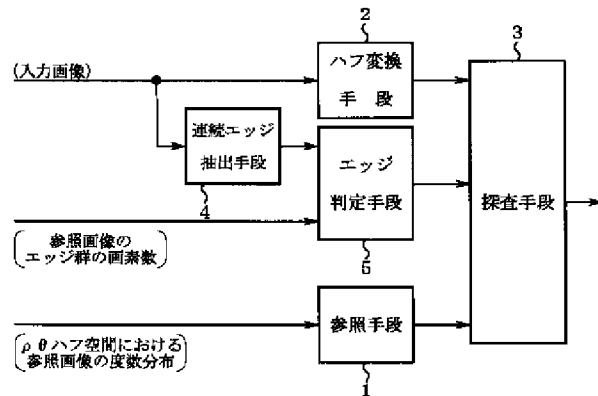 2
3
(入力画像)
ハフ変換
手 段
連続エッジ
抽出手段
エッジ
判定手段
探査手段
4
参照画像の
エッジ群の画素数
5
参照手段
ρθハフ空間における
参照画像の度数分布
1